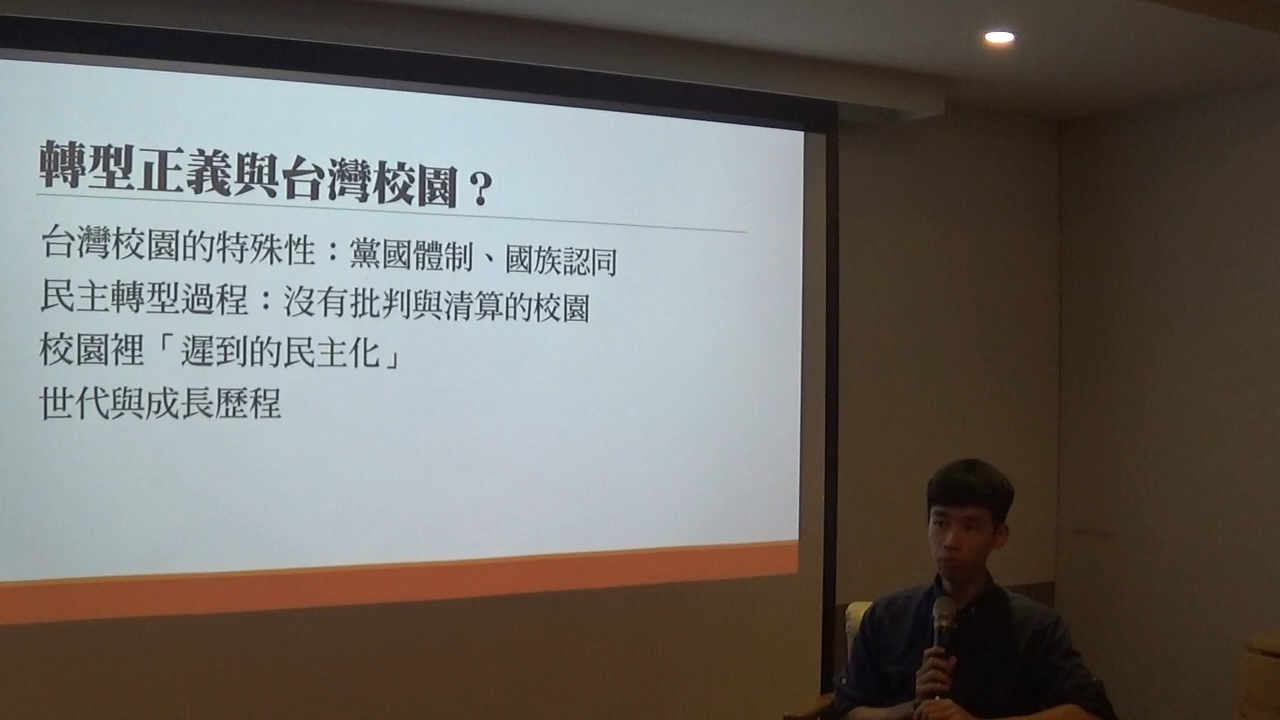 轉型正義與台灣校園？
台灣校園的特殊性：黨國體制、國族認同
民主轉型過程：沒有批判與清算的校園
校園裡「遲到的民主化」
世代與成長歷程